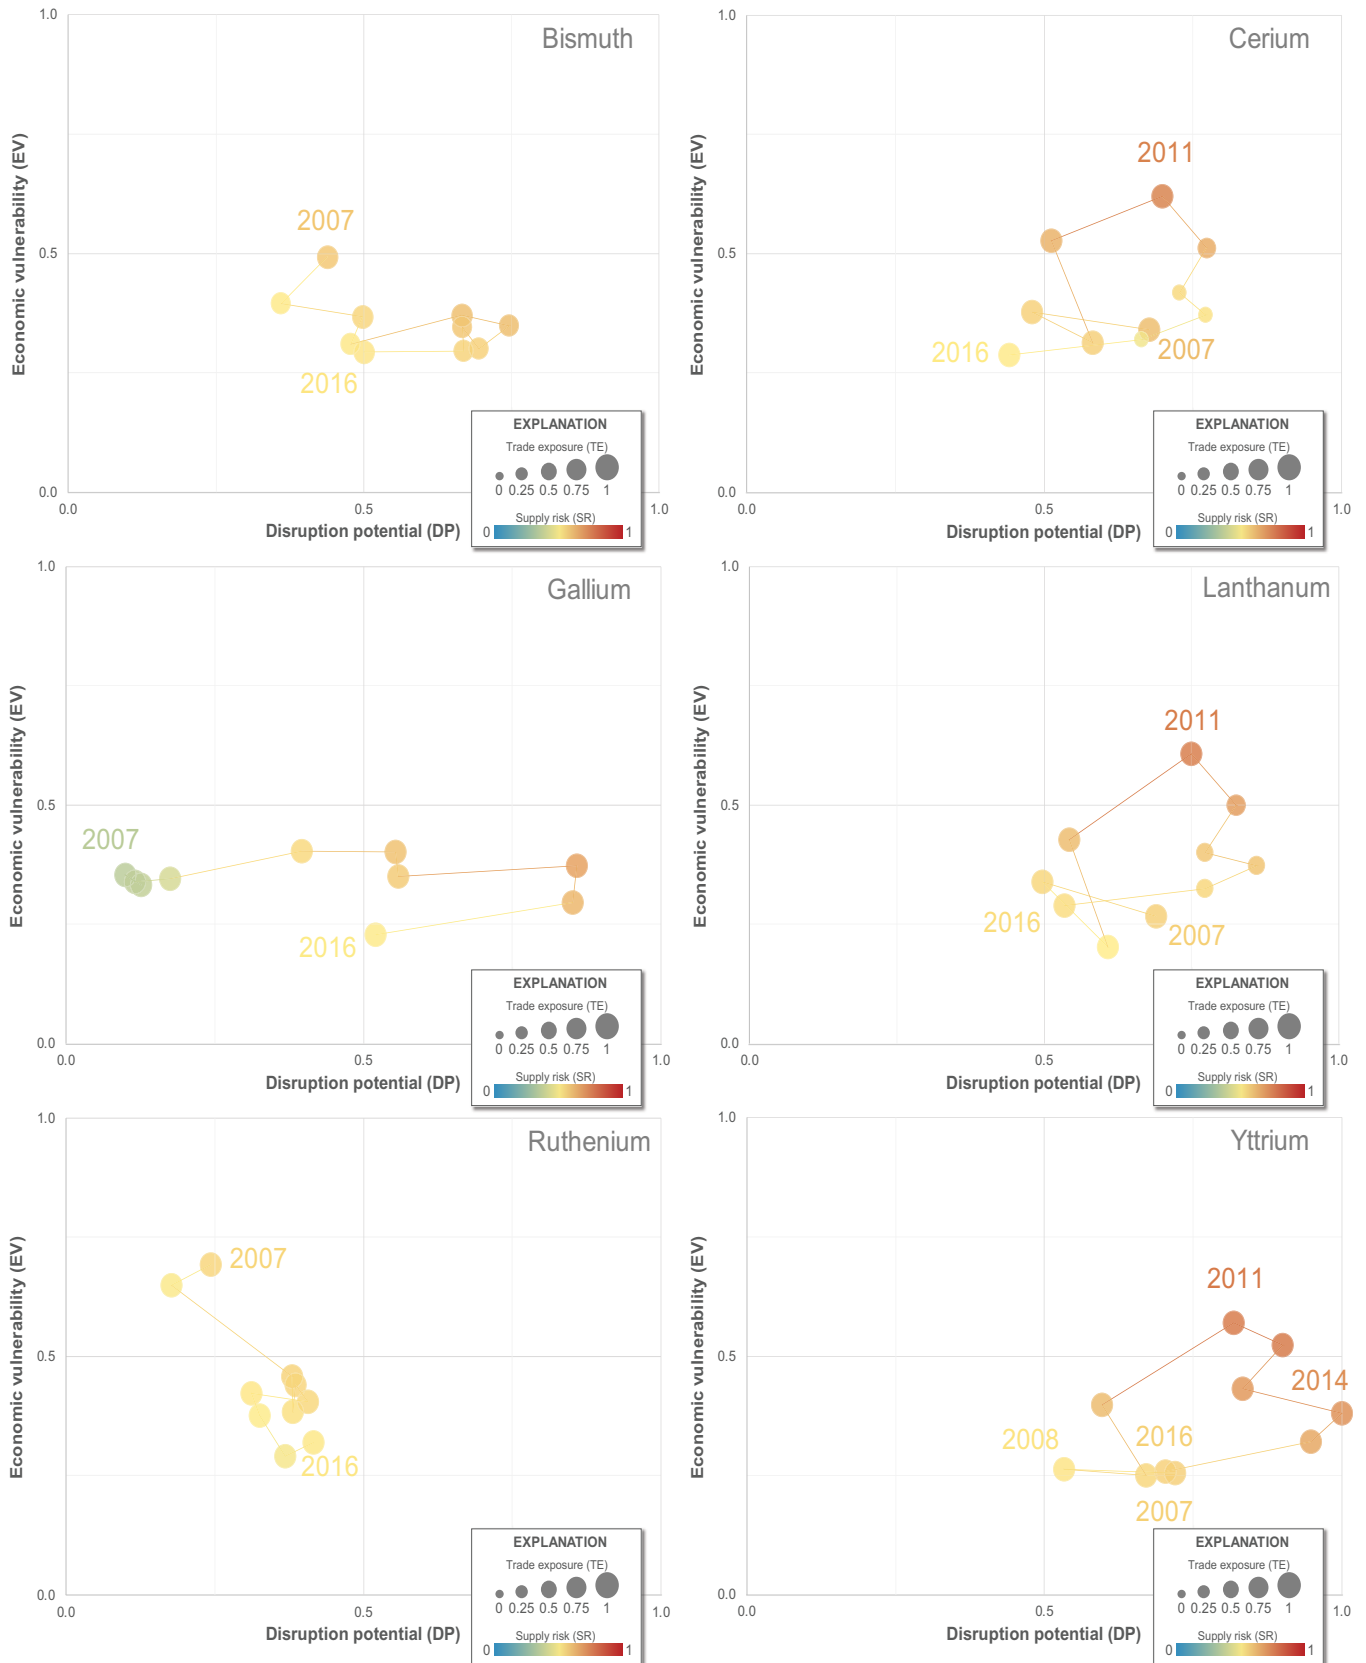 Bismuth
1.0
2007
0.5
2016
0.0
Economic vulnerability (EV)
0.0
0.5
1.0
Disruption potential (DP)
EXPLANATION
Trade exposure (TE)
0 0.25 0.5 0.75 1
Supply risk (SR)
0 1
Cerium
1.0
2011
0.5
2016
2007
0.0
Economic vulnerability (EV)
0.0
0.5
1.0
Disruption potential (DP)
EXPLANATION
Trade exposure (TE)
0 0.25 0.5 0.75 1
Supply risk (SR)
0 1
Gallium
1.0
0.5
2007
2016
0.0
Economic vulnerability (EV)
0.0
0.5
1.0
Disruption potential (DP)
EXPLANATION
Trade exposure (TE)
0 0.25 0.5 0.75 1
Supply risk (SR)
0 1
Lanthanum
1.0
2011
0.5
2016
2007
0.0
Economic vulnerability (EV)
0.0
0.5
1.0
Disruption potential (DP)
EXPLANATION
Trade exposure (TE)
0 0.25 0.5 0.75 1
Supply risk (SR)
0 1
Ruthenium
1.0
2007
0.5
2016
0.0
Economic vulnerability (EV)
0.0
0.5
1.0
Disruption potential (DP)
EXPLANATION
Trade exposure (TE)
0 0.25 0.5 0.75 1
Supply risk (SR)
0 1
Yttrium
1.0
2011
0.5
2014
2008
2016
2007
0.0
Economic vulnerability (EV)
0.0
0.5
1.0
Disruption potential (DP)
EXPLANATION
Trade exposure (TE)
0 0.25 0.5 0.75 1
Supply risk (SR)
0 1